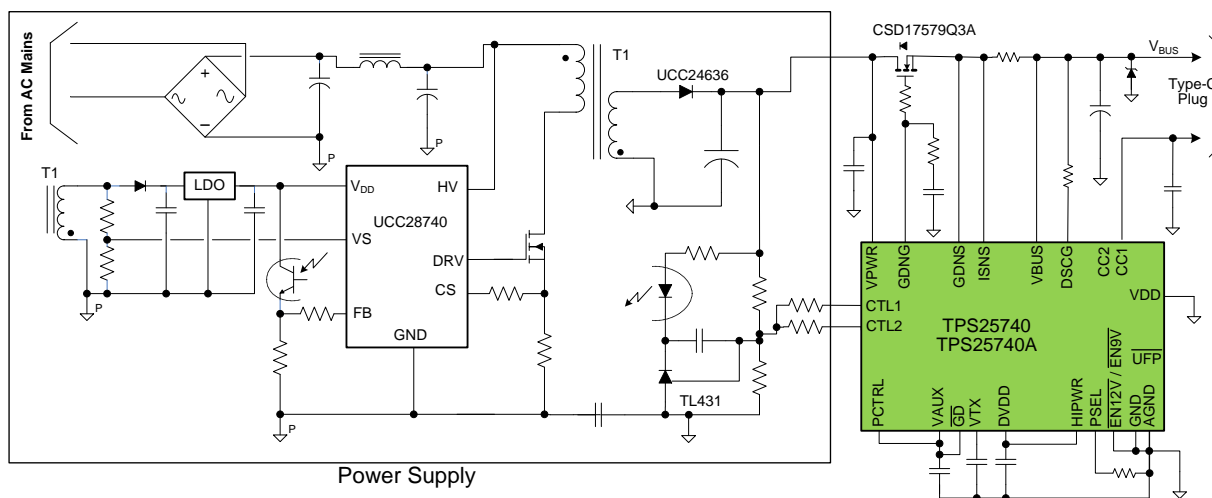 From AC Mains
P
P
T1
UCC24636
CSD17579Q3A
VBUS
Type-C
Plug
T1
LDO
P
VDD
HV
UCC28740
VS
DRV
CS
FB
GND
P
TL431
VPWR
GDNG
GDNS
ISNS
VBUS
DSCG
CC2
CC1
CTL1
CTL2
VDD
TPS25740
TPS25740A
UFP
PCTRL
VAUX
GD
VTX
DVDD
HIPWR
PSEL
EN12V / EN9V
GND
AGND
Power Supply